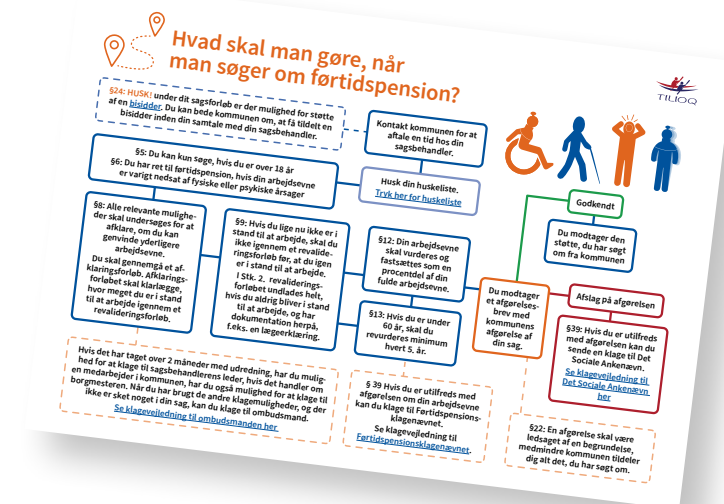 Hvad skal man gøre, når
man søger om førtidspension?
TILIOQ
§24: HUSK! under dit sagsforløb er der mulighed for støtte
af en bisidder. Du kan bede kommunen om, at få tildelt en
bisidder inden din samtale med din sagsbehandler.
Kontakt kommunen for at
aftale en tid hos din
sagsbehandler.
§5: Du kan kun søge, hvis du er over 18 år
§6: Du har ret til førtidspension, hvis din arbejdsevne
er varigt nedsat af fysiske eller psykiske årsager
Husk din huskeliste.
Tryk her for huskeliste
§8: Alle relevante mulighe-
der skal undersøges for at
afklare, om du kan
genvinde yderligere
arbejdsevne.
Du skal gennemgå et af-
klaringsforløb. Afklarings-
forløbet skal klarlægge,
hvor meget du er i stand
til at arbejde igennem et
revalideringsforløb.
§9: Hvis du lige nu ikke er i
stand til at arbejde, skal du
ikke igennem et revalide-
ringsforløb før, at du igen
er i stand til at arbejde.
I Stk. 2. revaliderings-
forløbet undlades helt,
hvis du aldrig bliver i stand
til at arbejde, og har
dokumentation herpå,
f.eks. en lægeerklæring.
§12: Din arbejdsevne
skal vurderes og
fastsættes som en
procentdel af din
fulde arbejdsevne.
§13: Hvis du er under
60 år, skal du
revurderes minimum
hvert 5. år.
Du modtager
et afgørelses-
brev med
kommunens
afgørelse af
din sag.
Godkendt
Du modtager den
støtte, du har søgt
om fra kommunen
Afslag på afgørelsen
§39: Hvis du er utilfreds
med afgørelsen kan du
sende en klage til Det
Sociale Ankenævn.
Se klagevejledning til
Det Sociale Ankenævn
her
Hvis det har taget over 2 måneder med udredning, har du mulig-
hed for at klage til sagsbehandlerens leder, hvis det handler om
en medarbejder i kommunen, har du også mulighed for at klage til
borgmesteren. Når du har brugt de andre klagemuligheder, og der
ikke er sket noget i din sag, kan du klage til ombudsmand.
Se klagevejledning til ombudsmanden her
§ 39 Hvis du er utilfreds med
afgørelsen om din arbejdsevne
kan du klage til Førtidspensions-
klagenævnet.
Se klagevejledning til
Førtidspensionsklagenævnet.
§22: En afgørelse skal være
ledsaget af en begrundelse,
medmindre kommunen tildeler
dig alt det, du har søgt om.